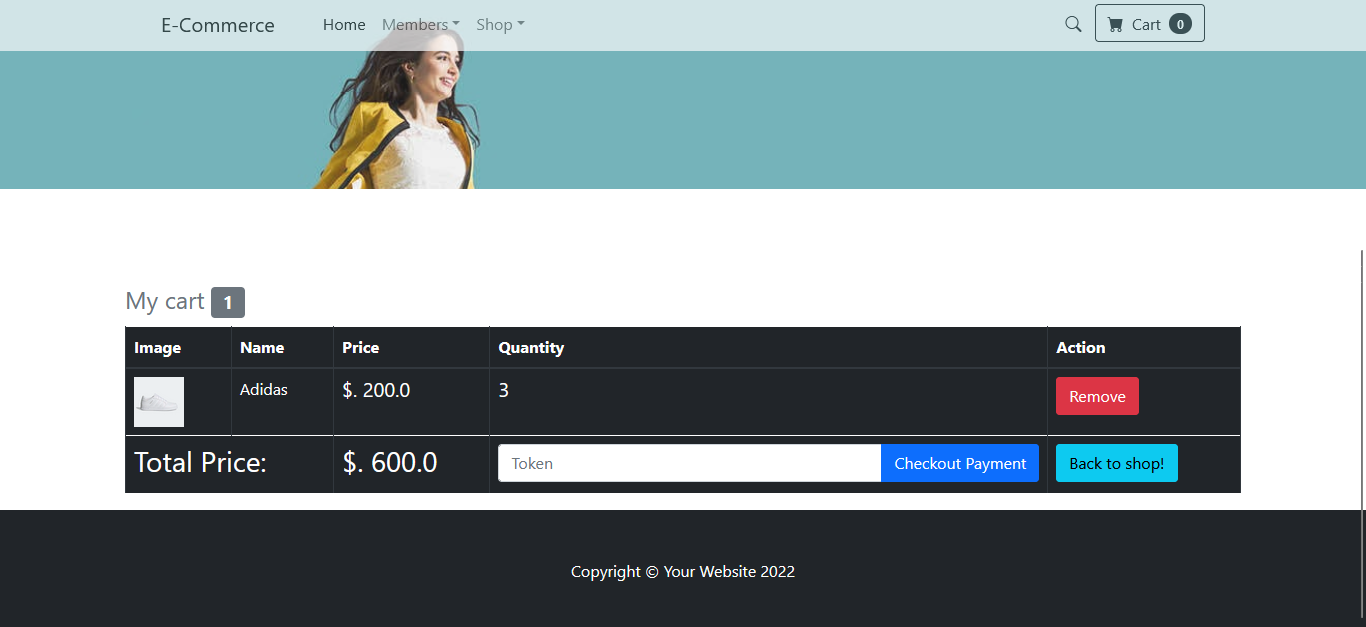 E-Commerce Home Members Shop Cart 0
My cart 1
Image Name Price Quantity Action
Adidas $. 200.0 3 Remove
Total Price: $. 600.0 Token Checkout Payment Back to shop!
Copyright © Your Website 2022